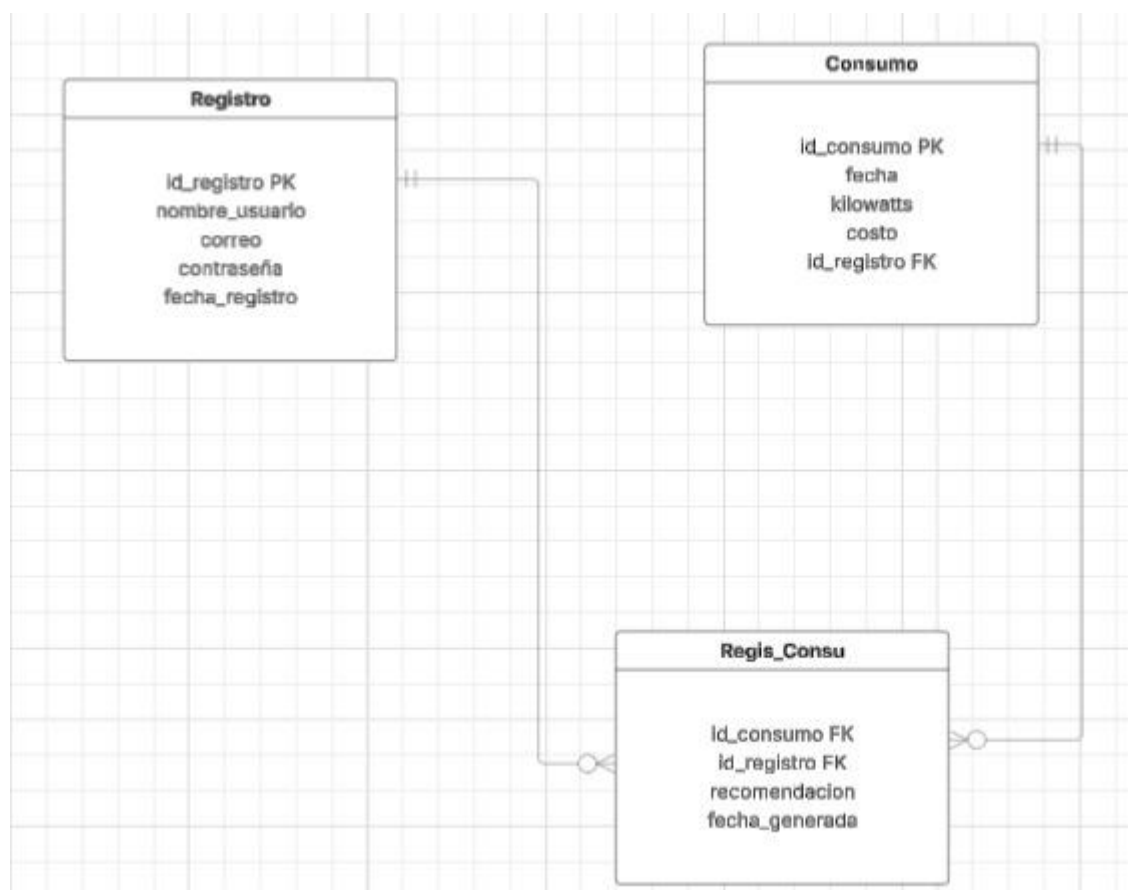 Registro
id_registro PK
nombre_usuario
correo
contraseña
fecha_registro
Consumo
id_consumo PK
fecha
kilowatts
costo
id_registro FK
Regis_Consu
id_consumo FK
id_registro FK
recomendacion
fecha_generada